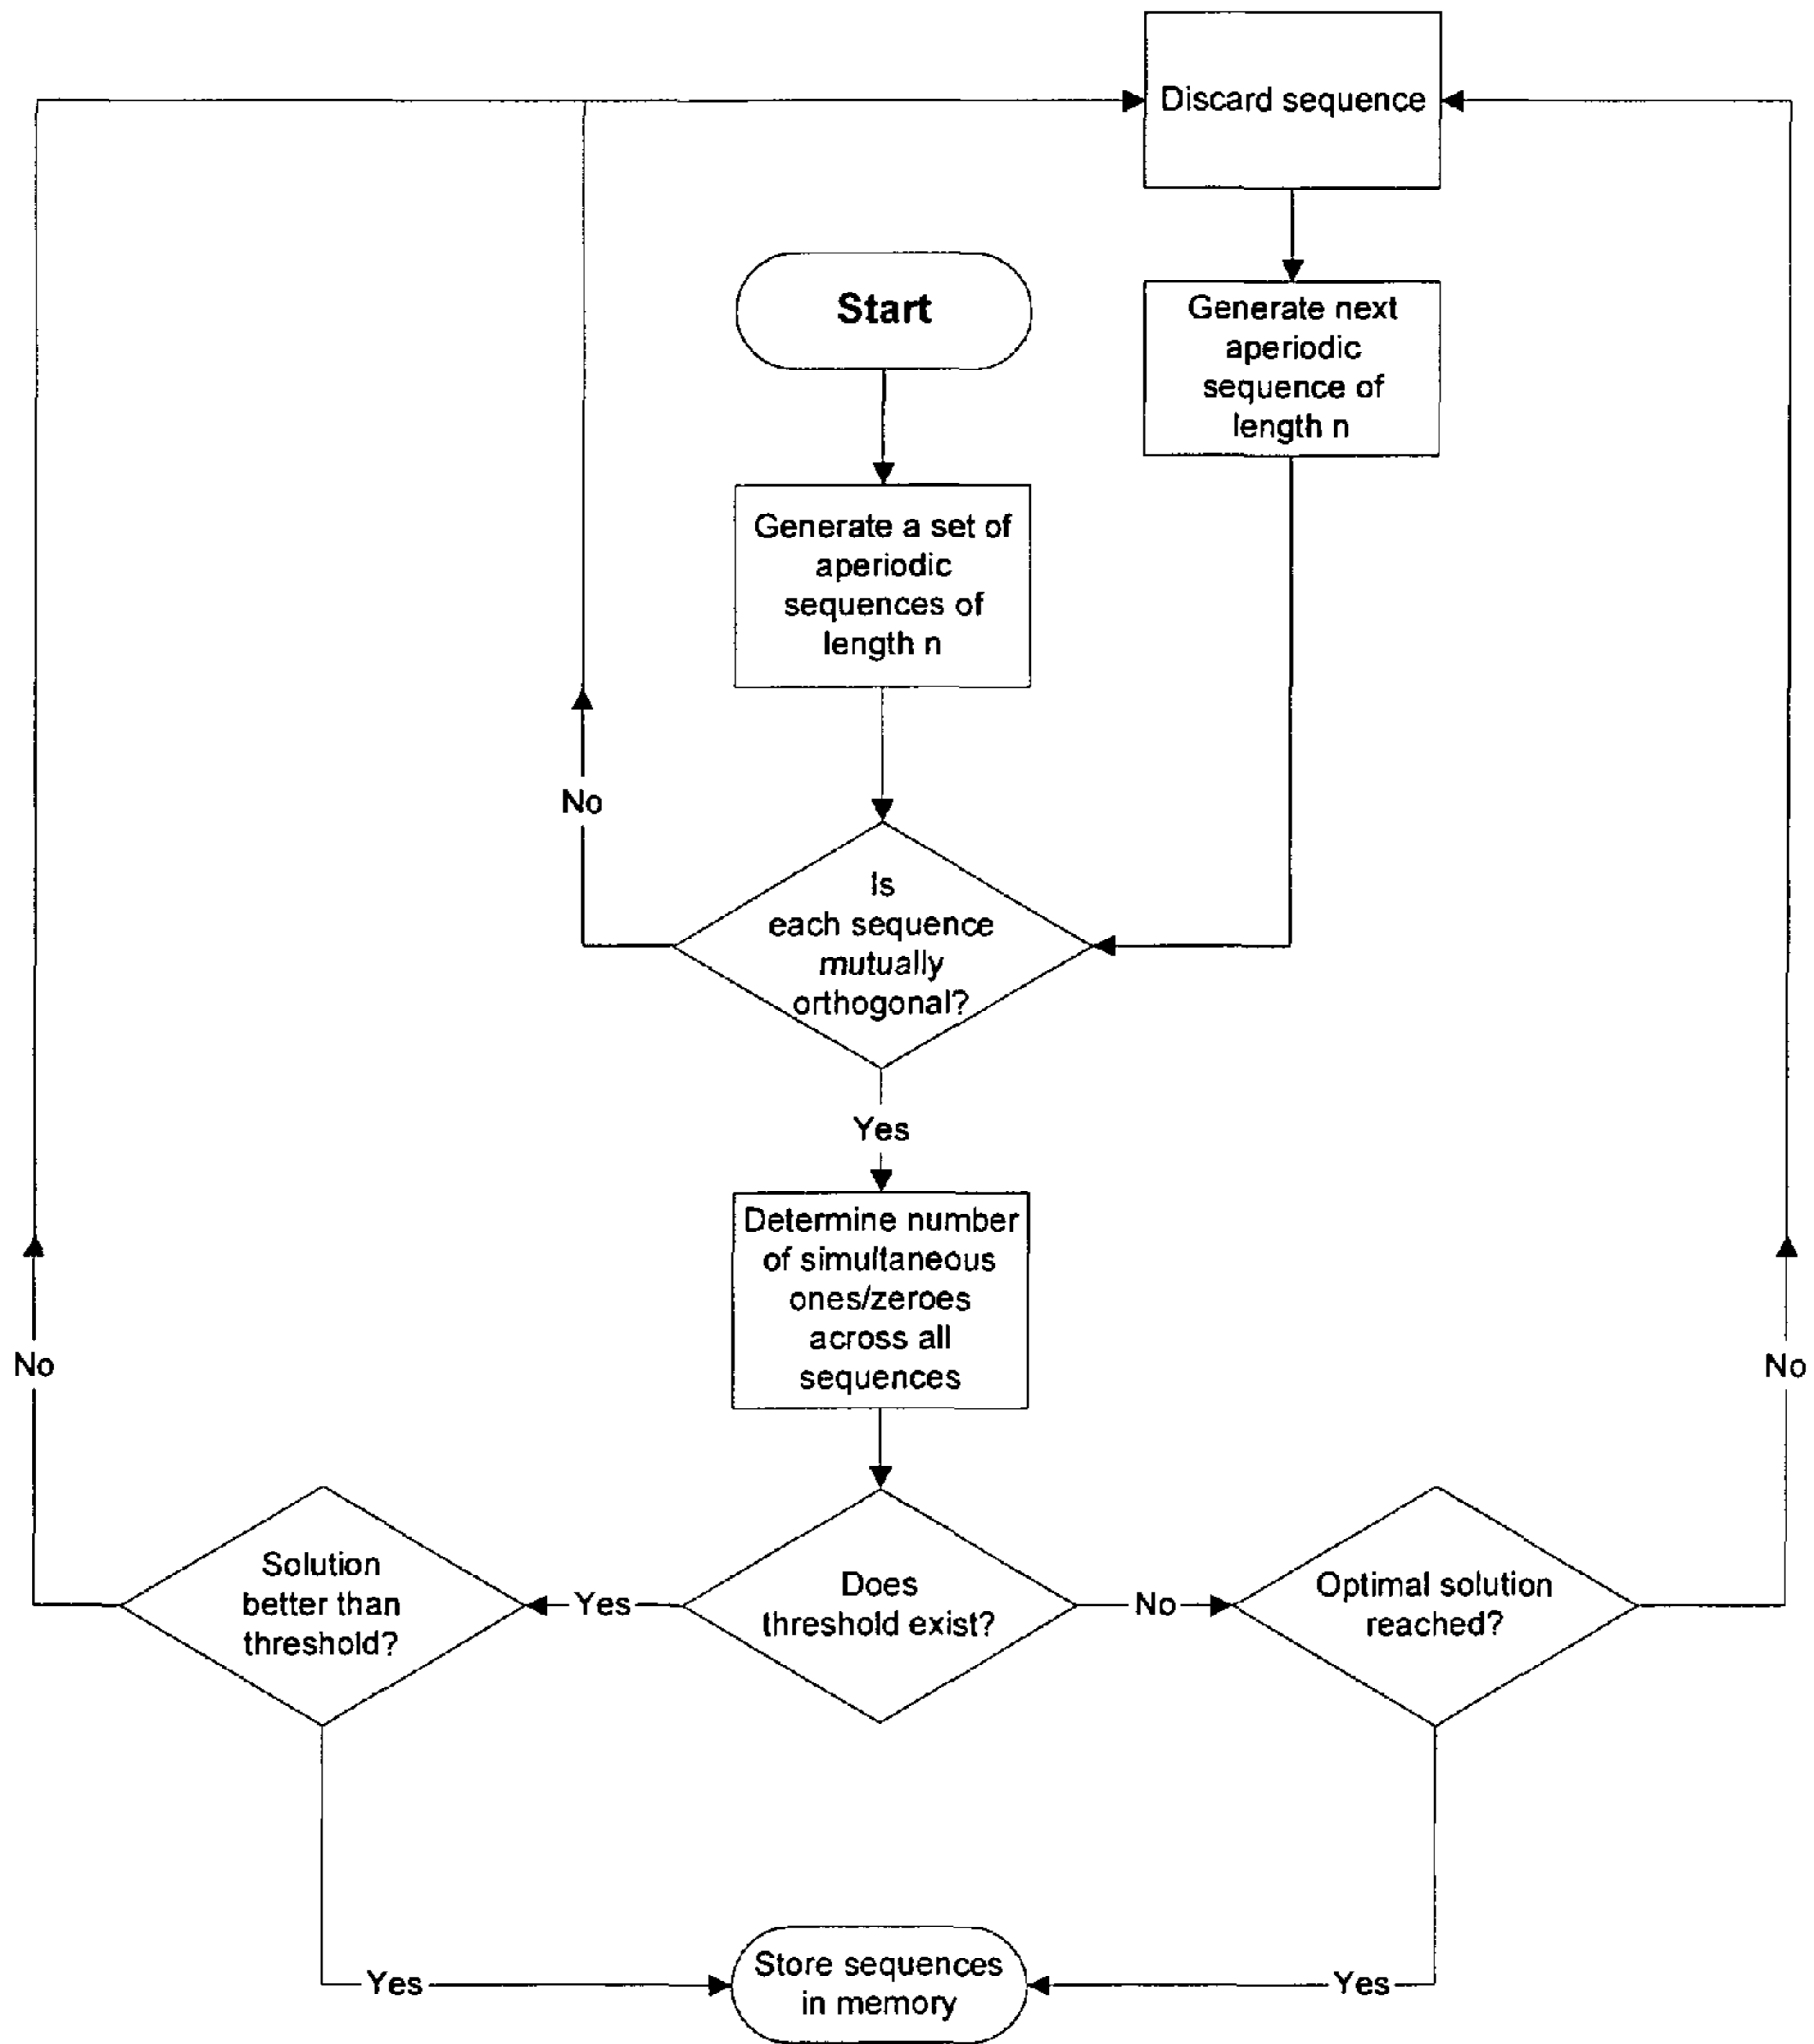 Discard sequence
Start
Generate next
aperiodic
sequence of
length n
Generate a set of
aperiodic
sequences of
length n
No
Is
each sequence
mutually
orthogonal?
Yes
Determine number
of simultaneous
ones/zeroes
across all
sequences
No
No
Solution
better than
threshold?
Yes
Does
threshold exist?
No
Optimal solution
reached?
Yes
Store sequences
in memory
Yes